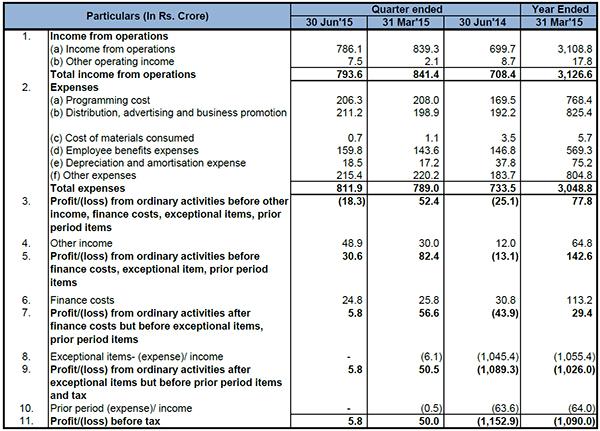 Particulars (In Rs. Crore) Quarter ended Year Ended
30 Jun'15 31 Mar'15 30 Jun'14 31 Mar'15
1. Income from operations
(a) Income from operations 786.1 839.3 699.7 3,108.8
(b) Other operating income 7.5 2.1 8.7 17.8
Total income from operations 793.6 841.4 708.4 3,126.6
2. Expenses
(a) Programming cost 206.3 208.0 169.5 768.4
(b) Distribution, advertising and business promotion 211.2 198.9 192.2 825.4
(c) Cost of materials consumed 0.7 1.1 3.5 5.7
(d) Employee benefits expenses 159.8 143.6 146.8 569.3
(e) Depreciation and amortisation expense 18.5 17.2 37.8 75.2
(f) Other expenses 215.4 220.2 183.7 804.8
Total expenses 811.9 789.0 733.5 3,048.8
3. Profit/(loss) from ordinary activities before other (18.3) 52.4 (25.1) 77.8
income, finance costs, exceptional items, prior
period items
4. Other income 48.9 30.0 12.0 64.8
5. Profit/(loss) from ordinary activities before 30.6 82.4 (13.1) 142.6
finance costs, exceptional item, prior period
items
6. Finance costs 24.8 25.8 30.8 113.2
7. Profit/(loss) from ordinary activities after 5.8 56.6 (43.9) 29.4
finance costs but before exceptional items,
prior period items
8. Exceptional items- (expense)/ income - (6.1) (1,045.4) (1,055.4)
9. Profit/(loss) from ordinary activities after 5.8 50.5 (1,089.3) (1,026.0)
exceptional items but before prior period items
and tax
10. Prior period (expense)/ income - (0.5) (63.6) (64.0)
11. Profit/(loss) before tax 5.8 50.0 (1,152.9) (1,090.0)